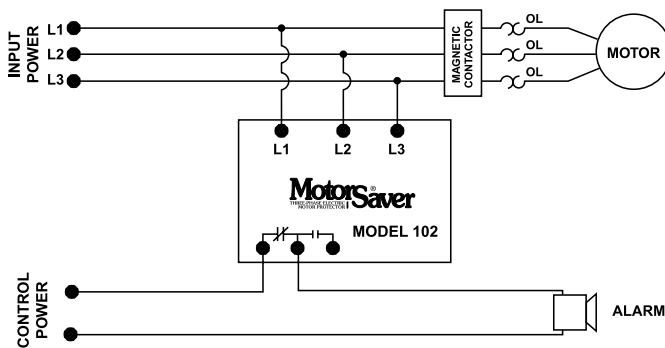 INPUT
POWER
L1
L2
L3
MAGNETIC
CONTACTOR
OL
OL
OL
MOTOR
L1 L2 L3
MotorSaver®
THREE-PHASE ELECTRIC
MOTOR PROTECTOR
MODEL 102
CONTROL
POWER
ALARM